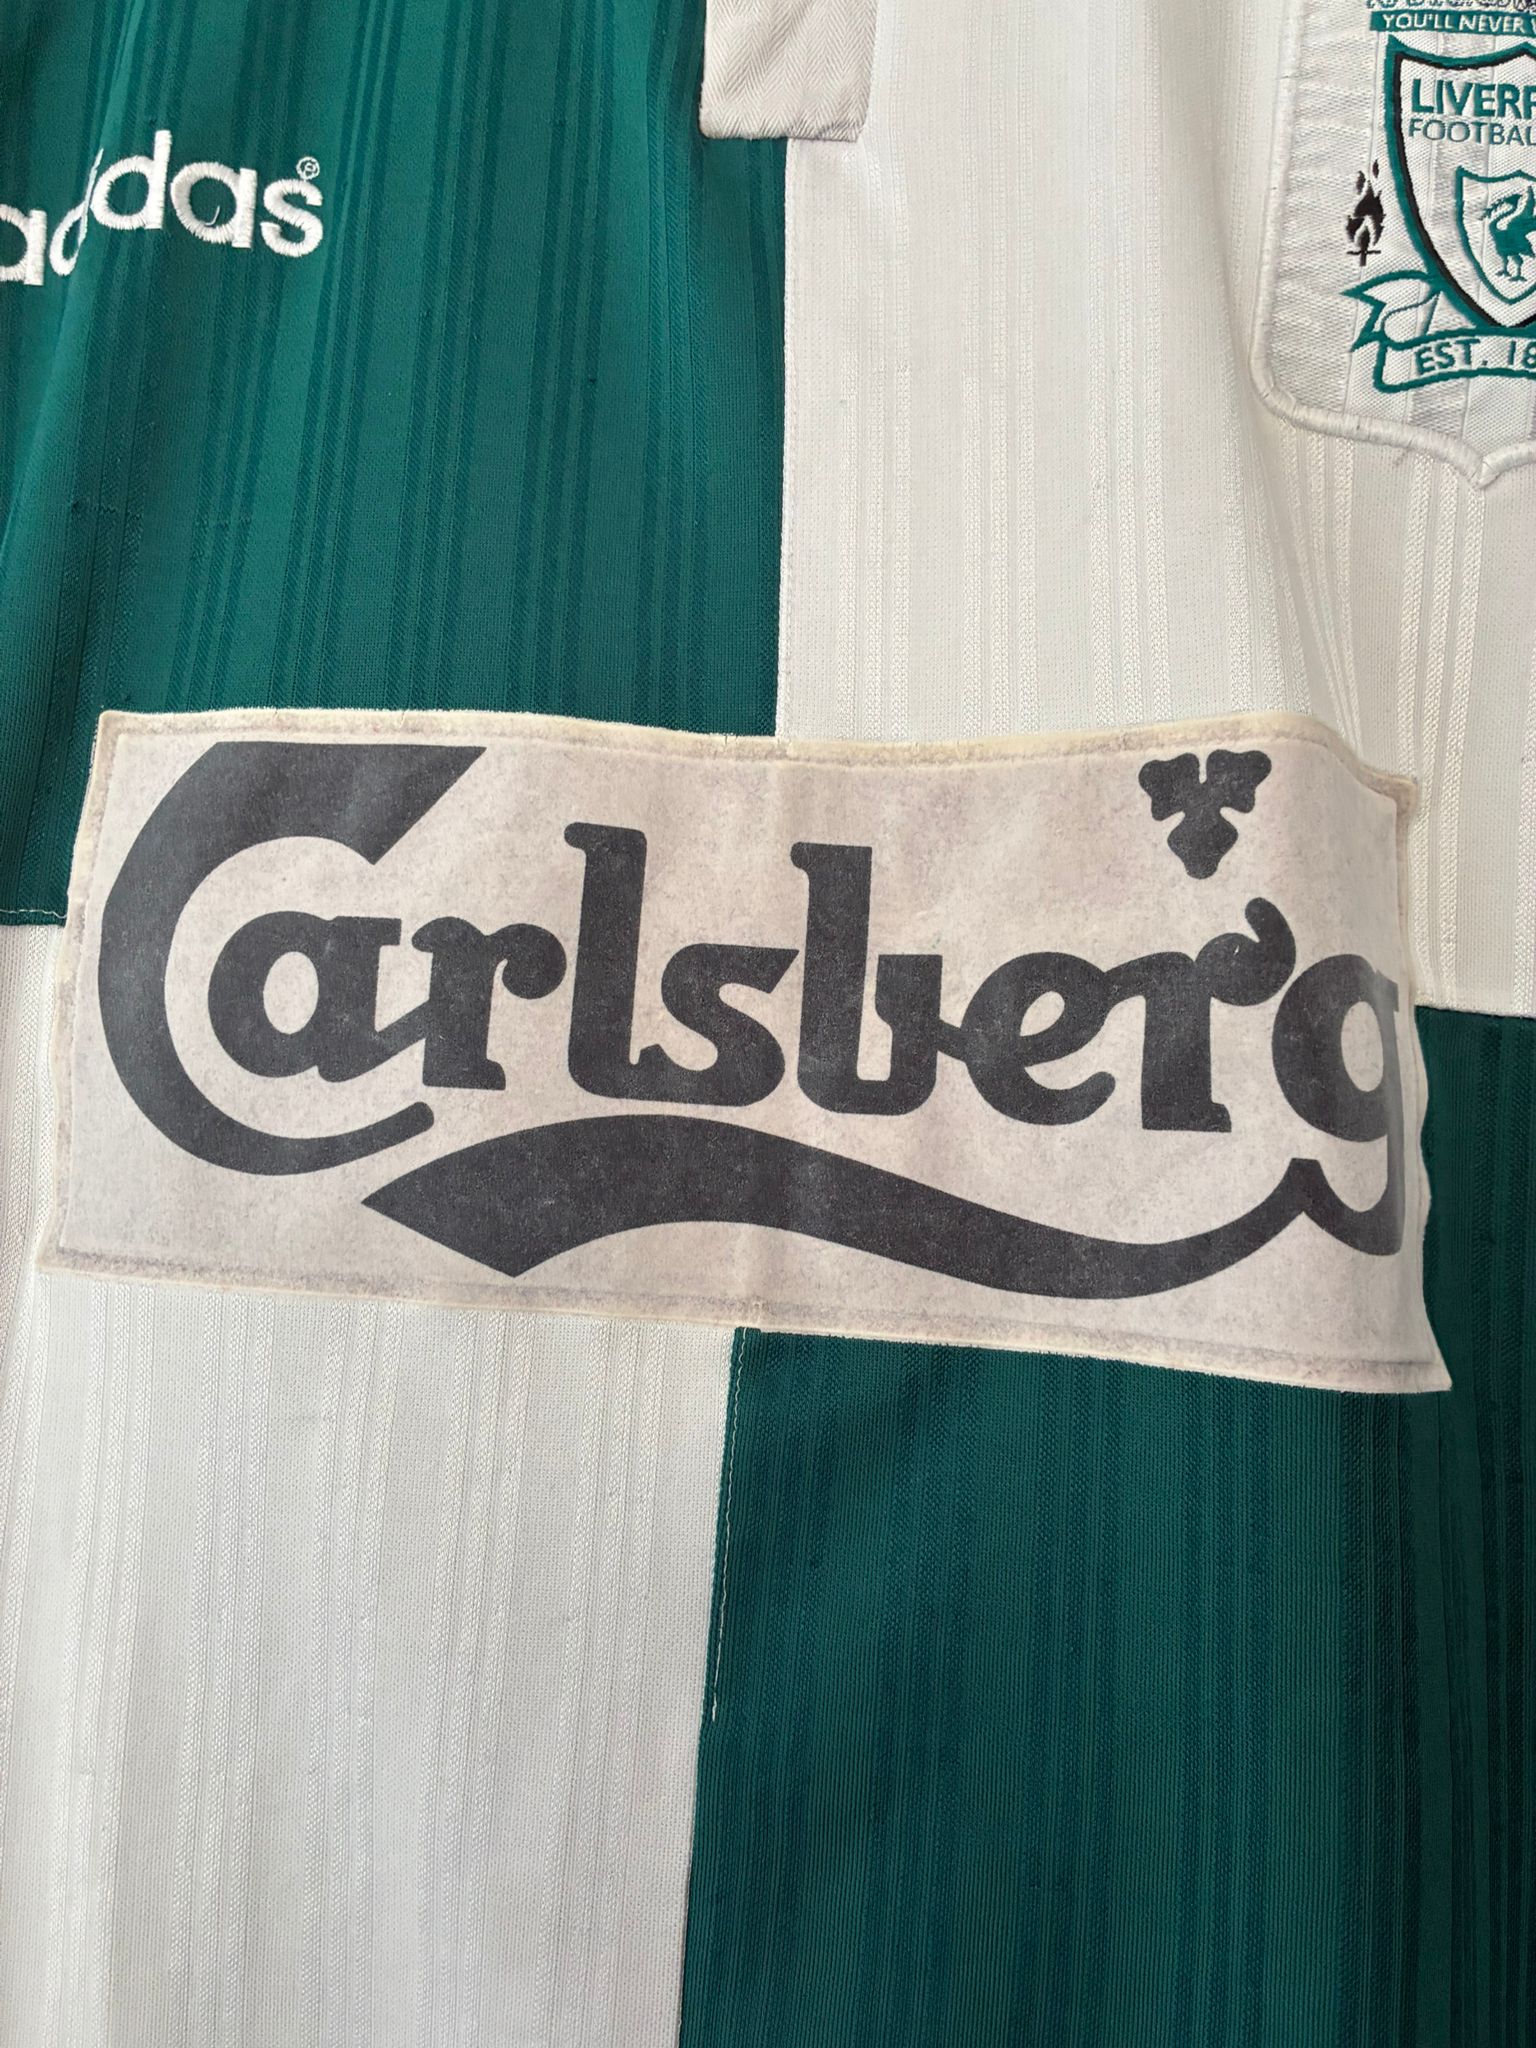 YOU'LL NEVER
adidas®
LIVERP
FOOTBAL
EST. 18
Carlsberg